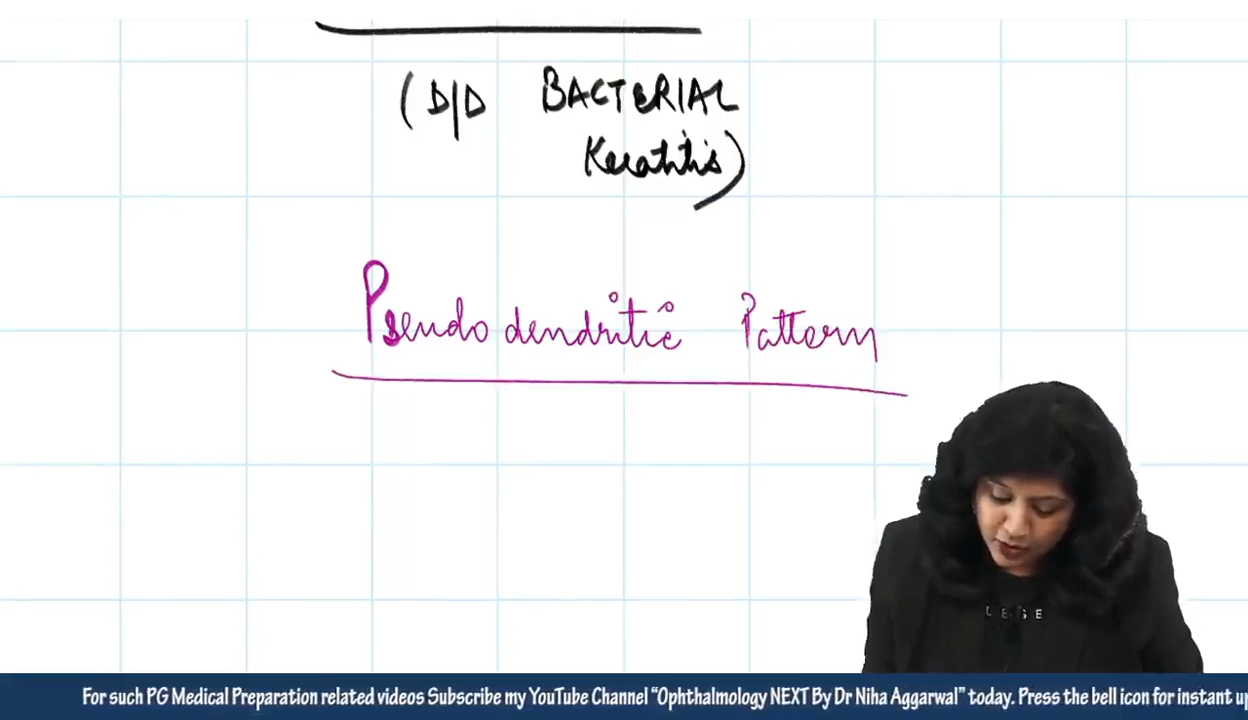 (D/D BACTERIAL
Keratitis)
Pseudodendritic Pattern
For such PG Medical Preparation related videos Subscribe my YouTube Channel "Ophthalmology NEXT By Dr Niha Aggarwal" today. Press the bell icon for instant up